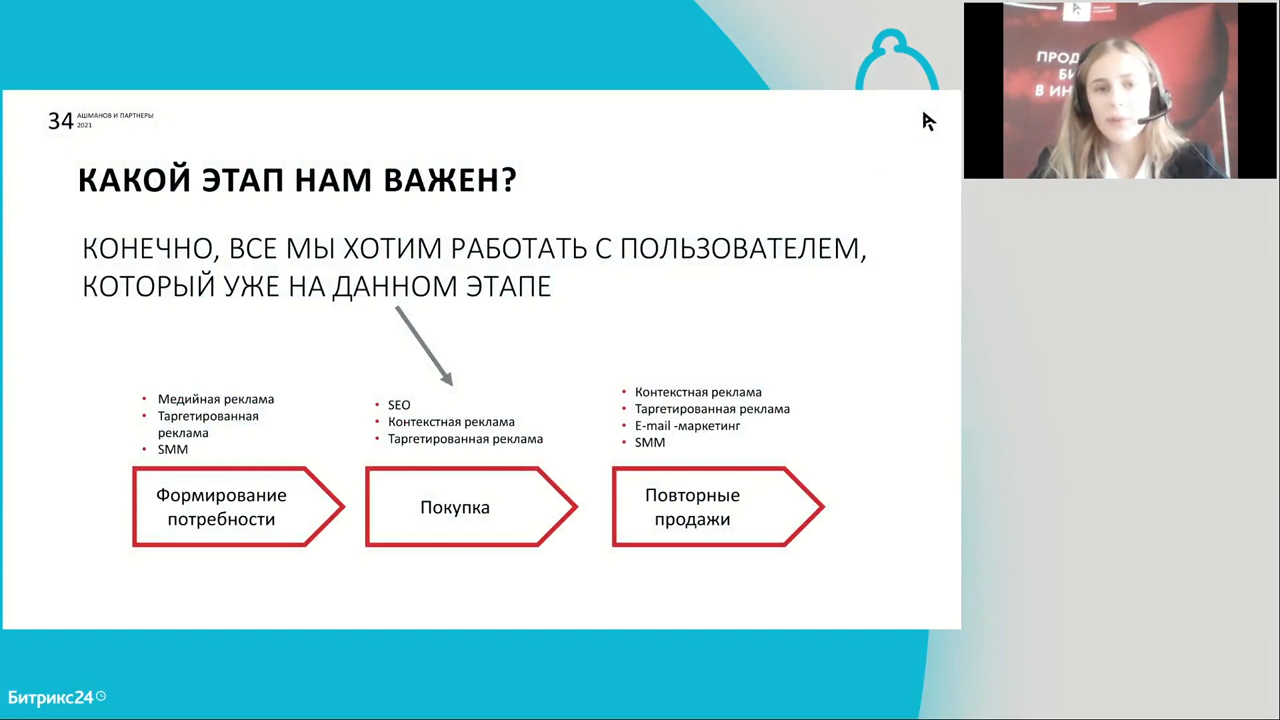 34 АШМАНОВ И ПАРТНЕРЫ
2021
КАКОЙ ЭТАП НАМ ВАЖЕН?
КОНЕЧНО, ВСЕ МЫ ХОТИМ РАБОТАТЬ С ПОЛЬЗОВАТЕЛЕМ,
КОТОРЫЙ УЖЕ НА ДАННОМ ЭТАПЕ
• Медийная реклама
• Таргетированная
реклама
• SMM
Формирование
потребности
• SEO
• Контекстная реклама
• Таргетированная реклама
Покупка
• Контекстная реклама
• Таргетированная реклама
• E-mail -маркетинг
• SMM
Повторные
продажи
Битрикс24